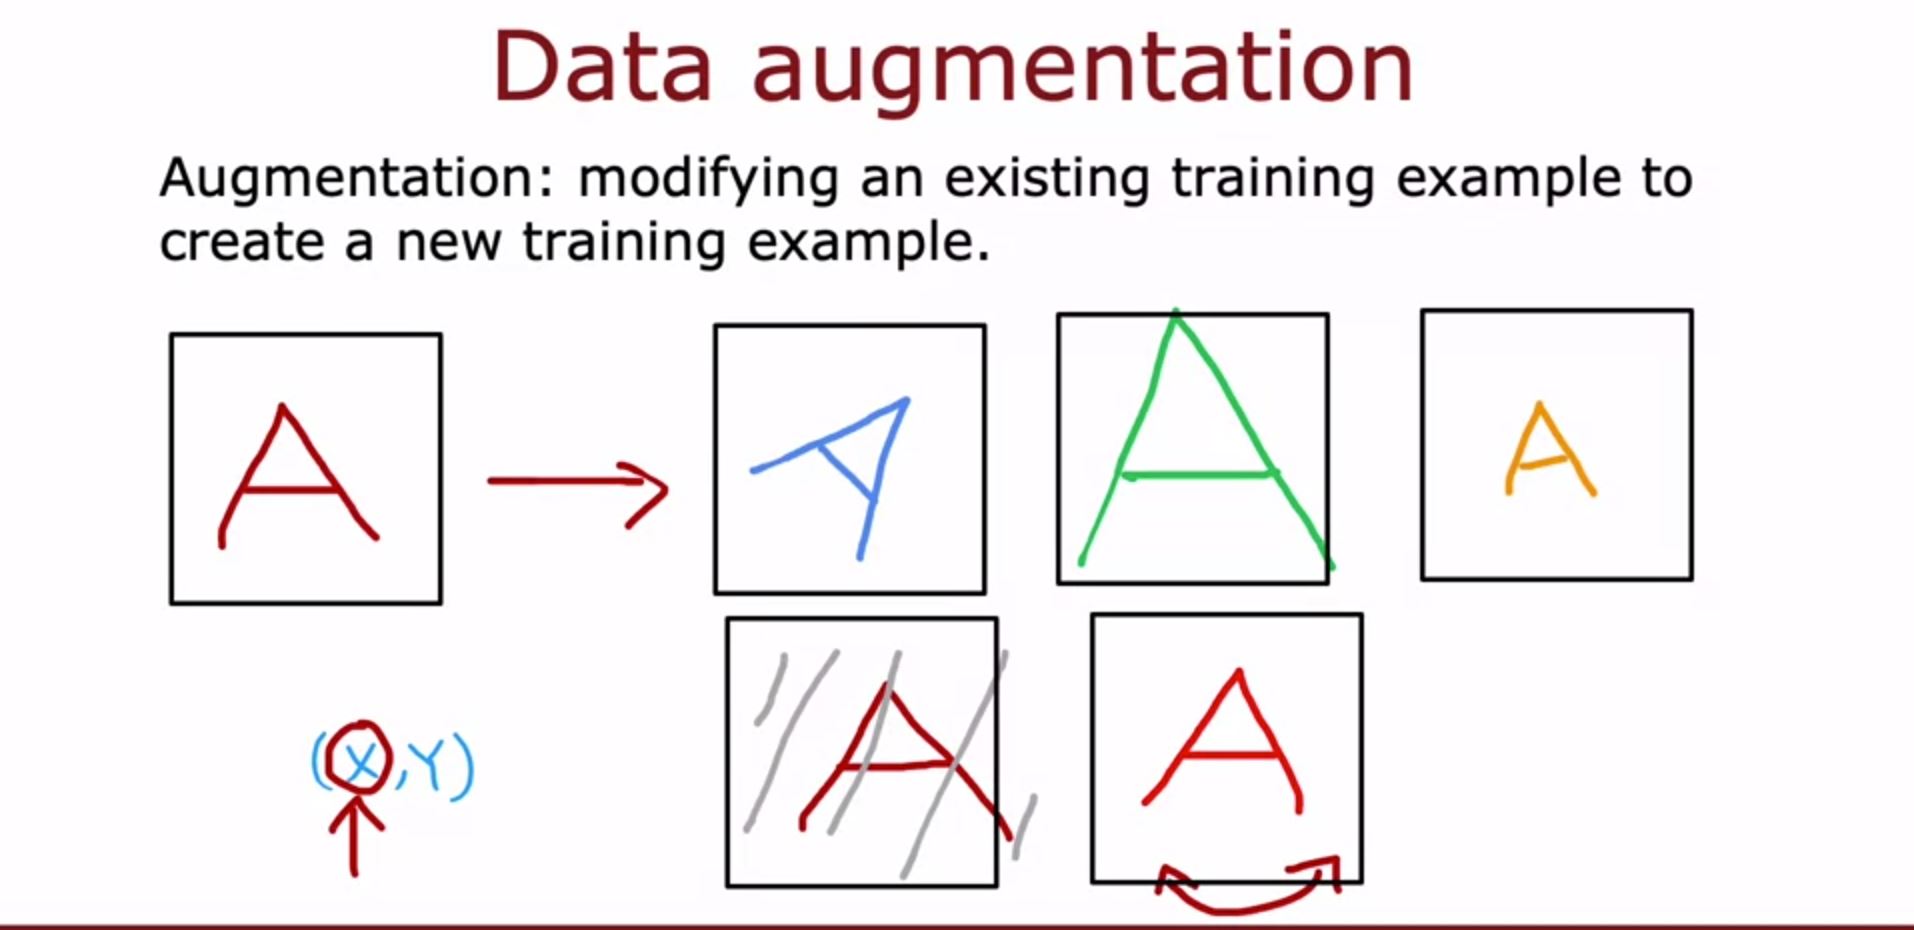 Data augmentation
Augmentation: modifying an existing training example to
create a new training example.
A
A
A
A
A
A
(X,Y)